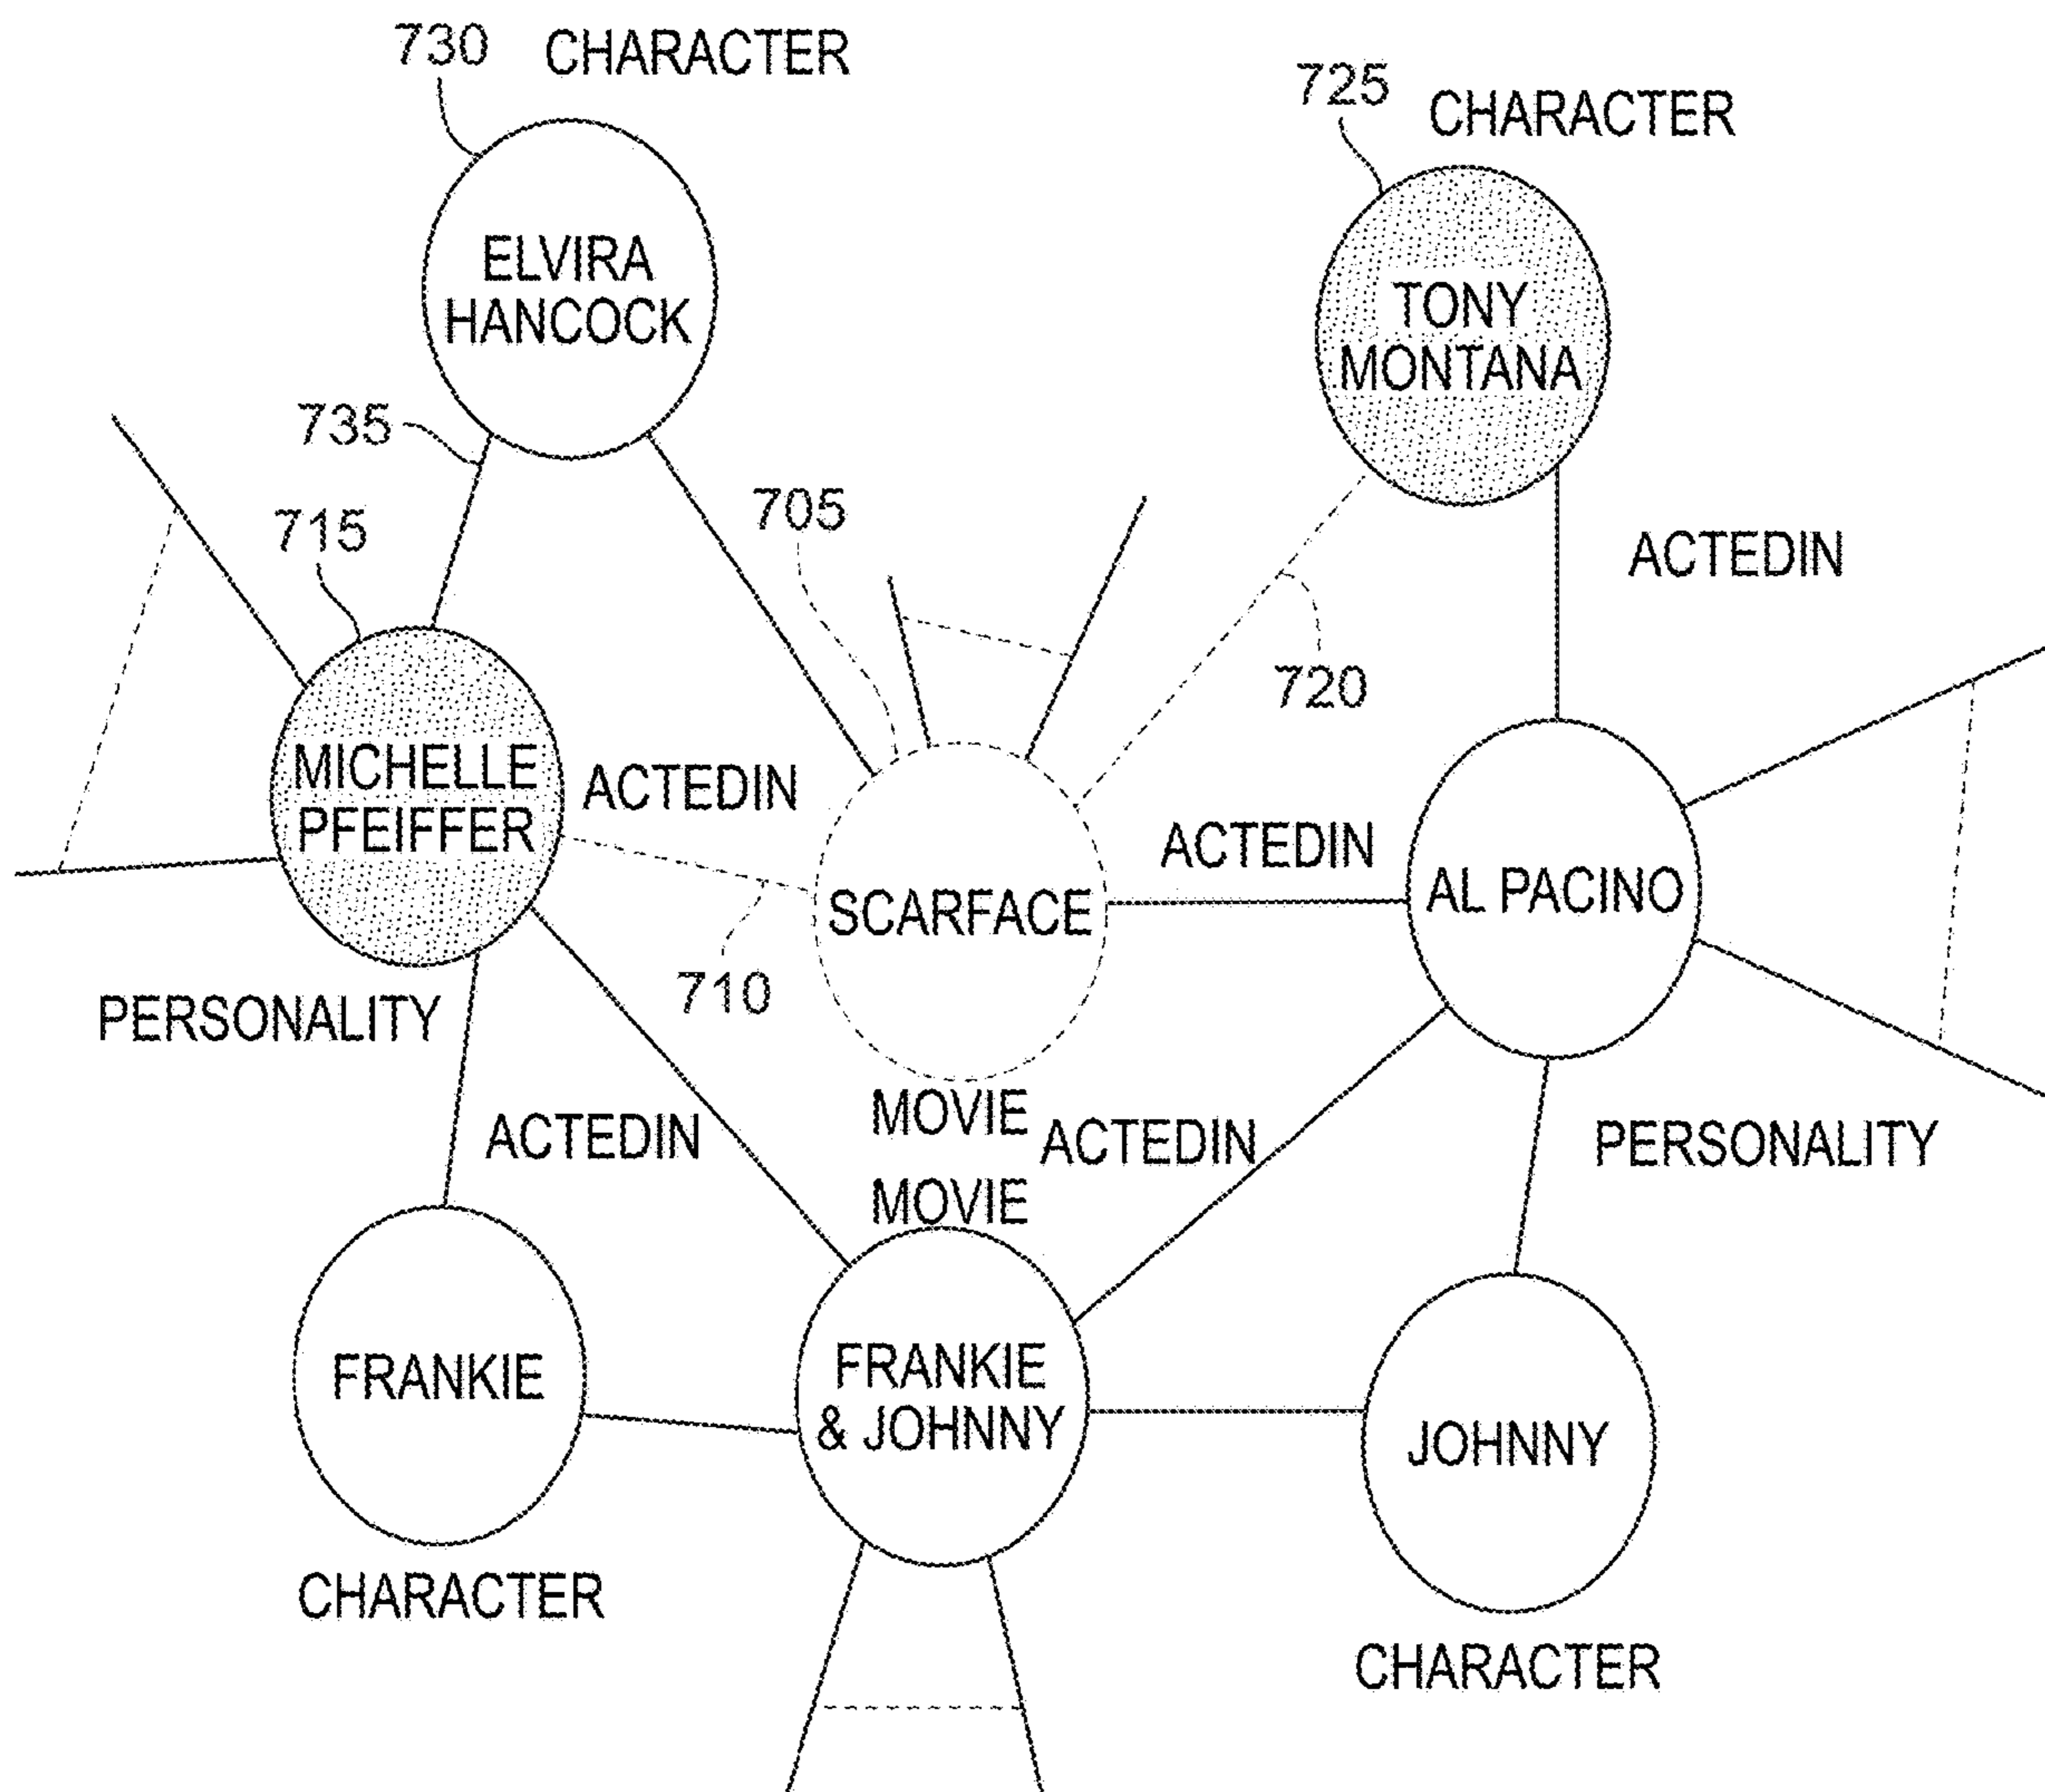 730 CHARACTER
725 CHARACTER
ELVIRA
HANCOCK
TONY
MONTANA
735
705
715
ACTEDIN
720
MICHELLE
PFEIFFER
ACTEDIN
ACTEDIN
SCARFACE
AL PACINO
710
PERSONALITY
MOVIE
ACTEDIN
ACTEDIN
PERSONALITY
MOVIE
FRANKIE
FRANKIE
& JOHNNY
JOHNNY
CHARACTER
CHARACTER